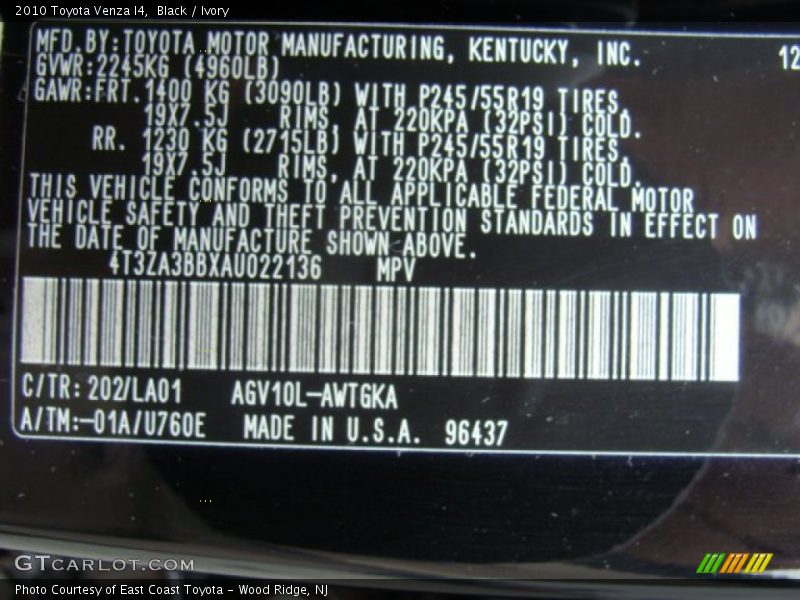 2010 Toyota Venza I4, Black / Ivory
MFD.BY:TOYOTA MOTOR MANUFACTURING, KENTUCKY, INC. 12
GVWR:2245KG (4960LB)
GAWR:FRT.1400 KG (3090LB) WITH P245/55R19 TIRES,
19X7.5J RIMS, AT 220KPA (32PSI) COLD.
RR. 1230 KG (2715LB) WITH P245/55R19 TIRES,
19X7.5J RIMS, AT 220KPA (32PSI) COLD.
THIS VEHICLE CONFORMS TO ALL APPLICABLE FEDERAL MOTOR
VEHICLE SAFETY AND THEFT PREVENTION STANDARDS IN EFFECT ON
THE DATE OF MANUFACTURE SHOWN ABOVE.
4T3ZA3BBXAU022136 MPV
C/TR:202/LA01 AGV10L-AWTGKA
A/TM:-01A/U760E MADE IN U.S.A. 96437
GTCARLOT.COM
Photo Courtesy of East Coast Toyota - Wood Ridge, NJ